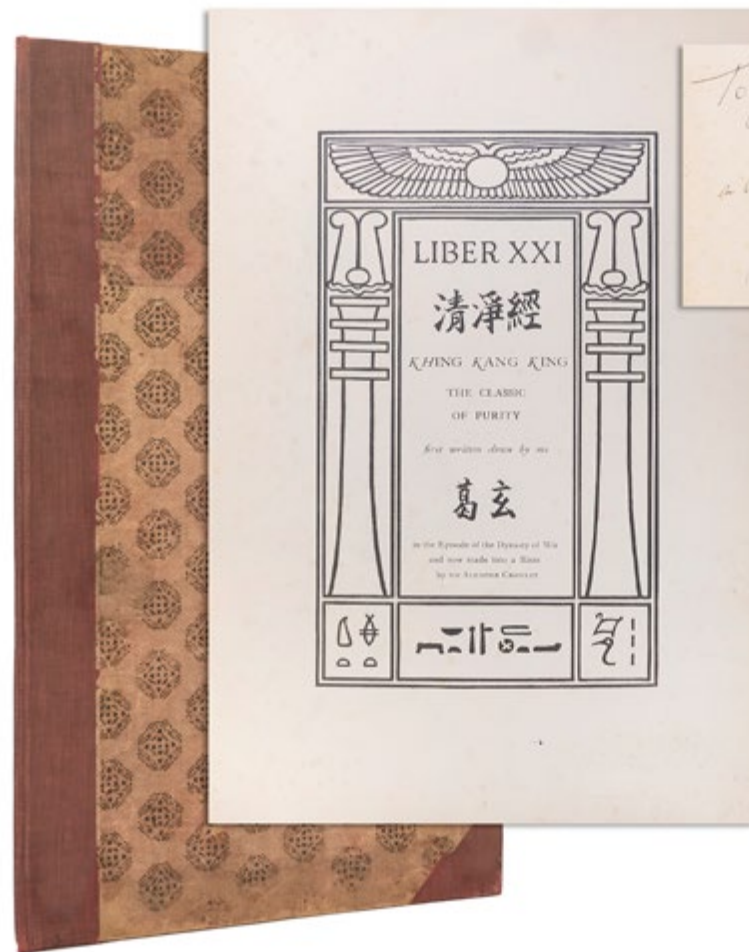 LIBER XXI
清淨經
KHING KANG KING
THE CLASSIC
OF PURITY
first written down by me
葛玄
in the Episode of the Dynasty of Wu
and now made into a Rime
by me ALEISTER CROWLEY
To